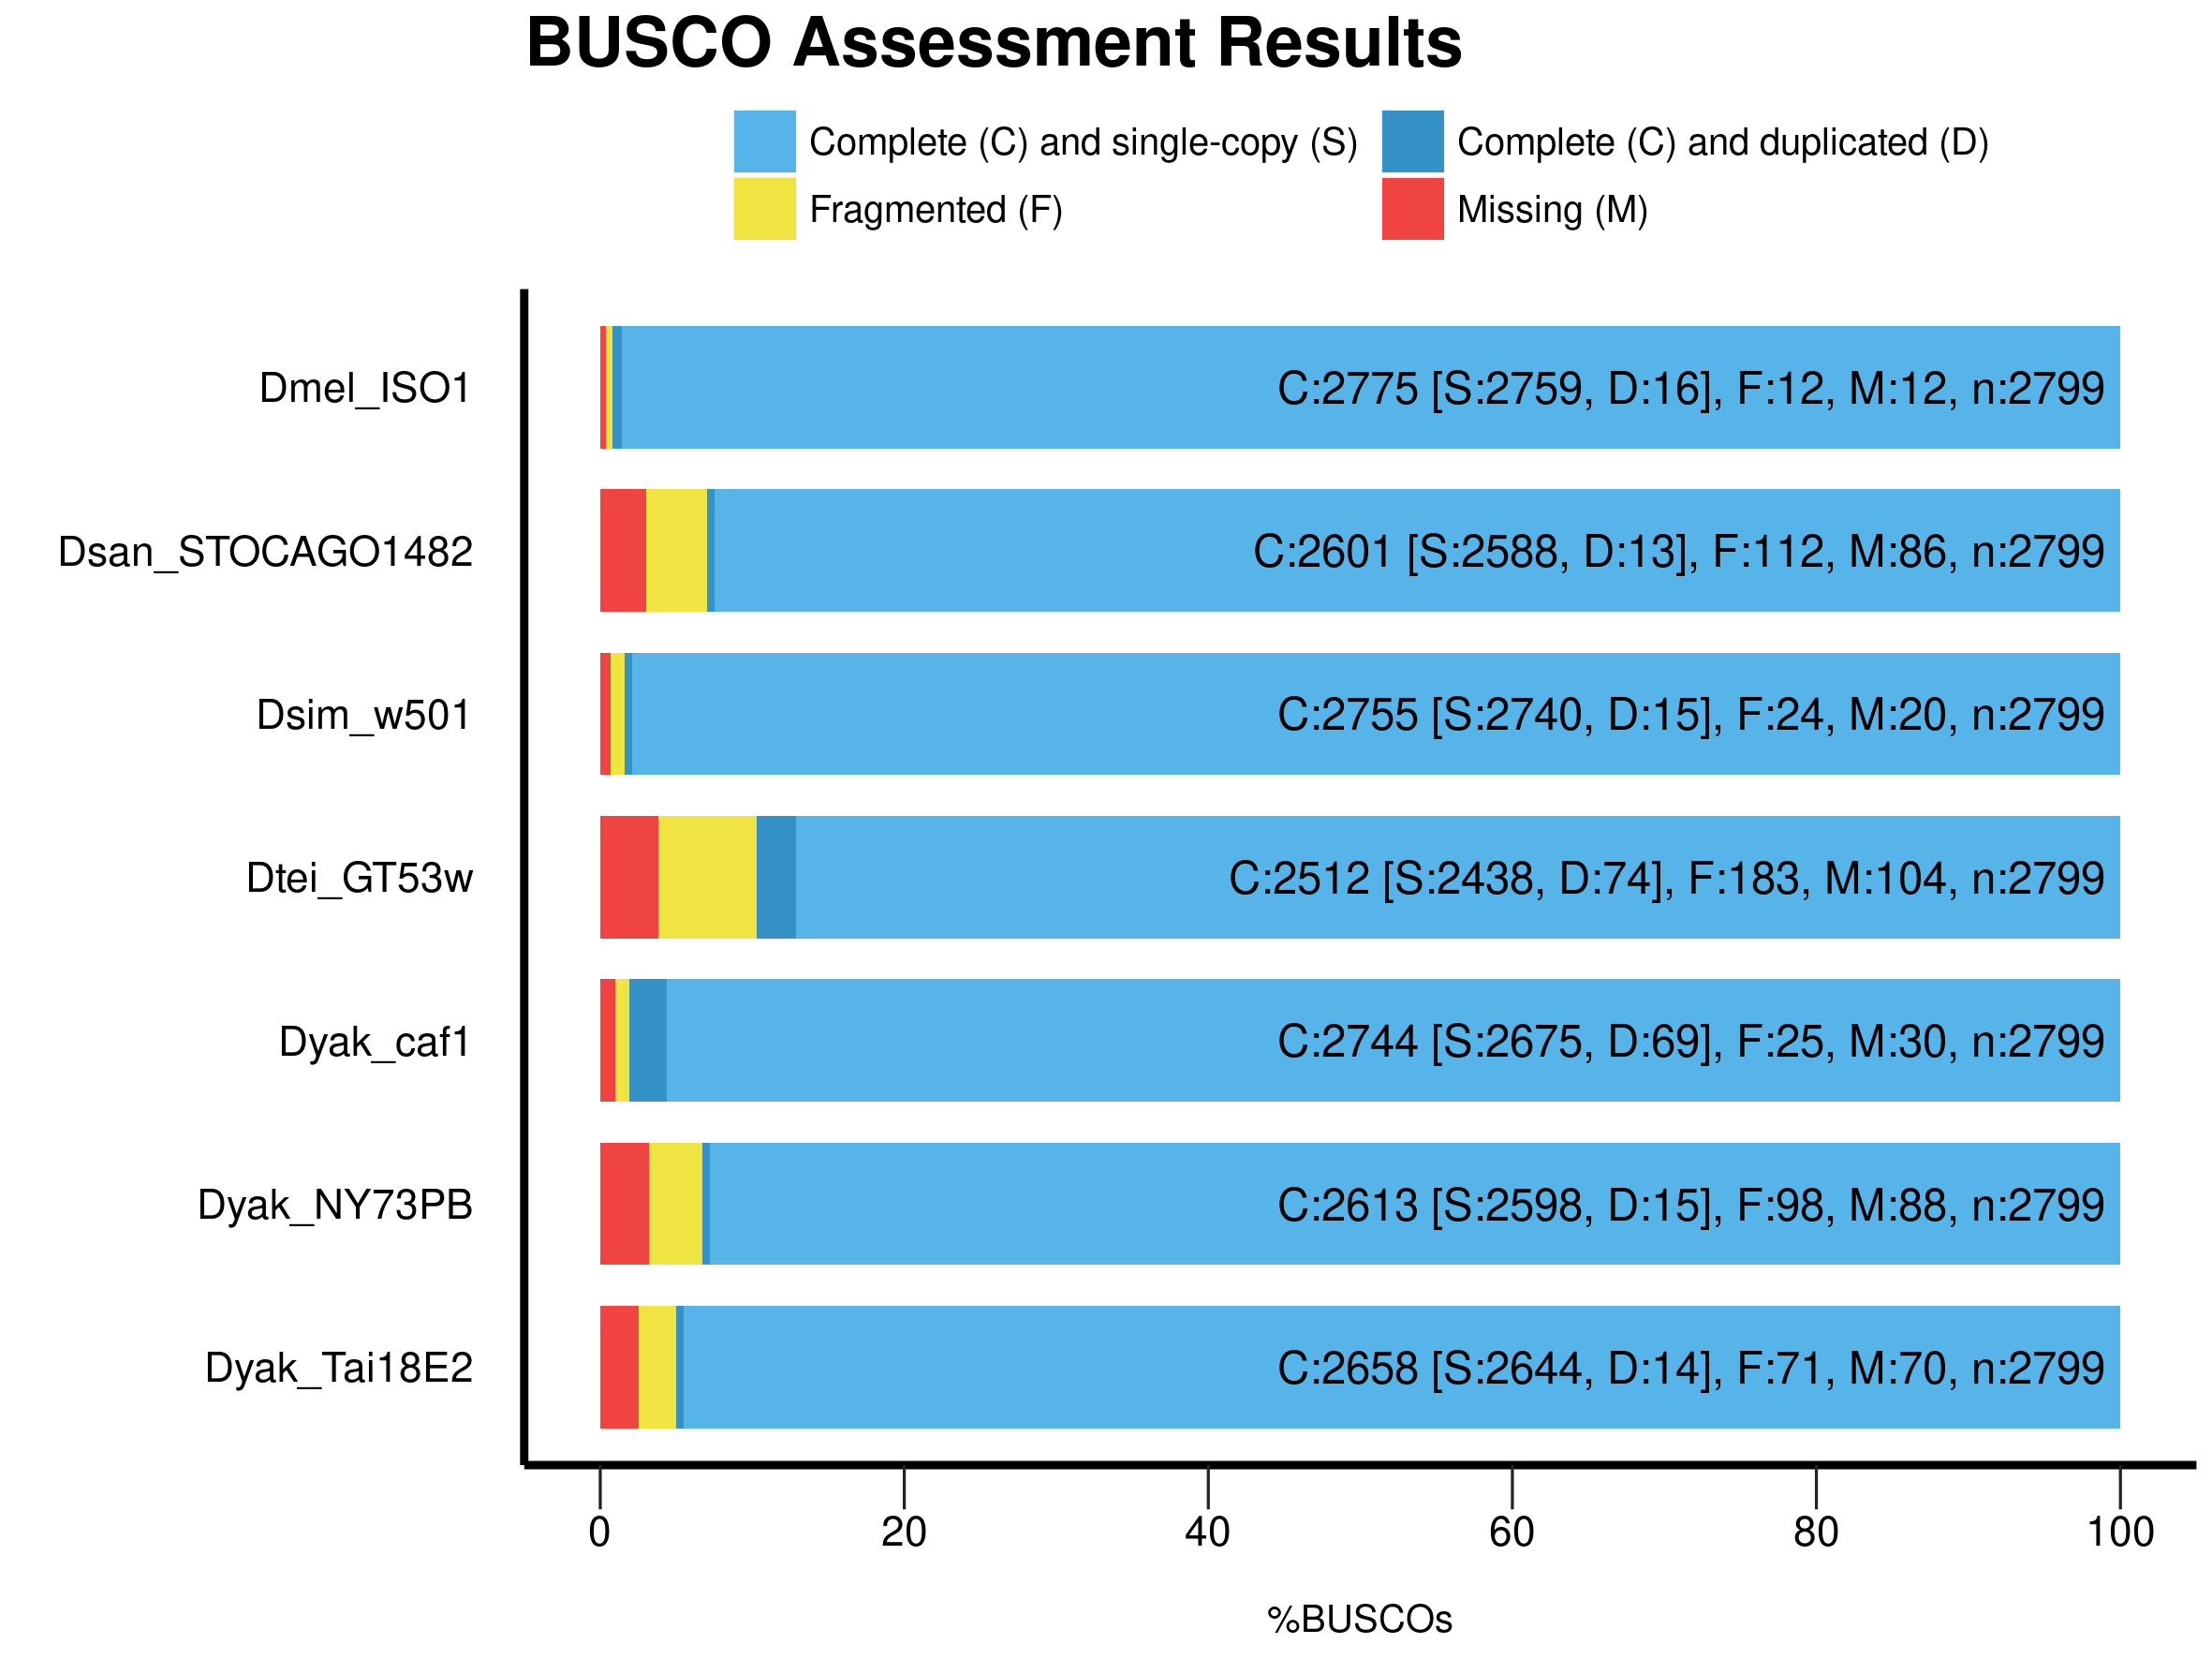 BUSCO Assessment Results
Complete (C) and single-copy (S) Complete (C) and duplicated (D)
Fragmented (F) Missing (M)
Dmel_ISO1 C:2775 [S:2759, D:16], F:12, M:12, n:2799
Dsan_STOCAGO1482 C:2601 [S:2588, D:13], F:112, M:86, n:2799
Dsim_w501 C:2755 [S:2740, D:15], F:24, M:20, n:2799
Dtei_GT53w C:2512 [S:2438, D:74], F:183, M:104, n:2799
Dyak_caf1 C:2744 [S:2675, D:69], F:25, M:30, n:2799
Dyak_NY73PB C:2613 [S:2598, D:15], F:98, M:88, n:2799
Dyak_Tai18E2 C:2658 [S:2644, D:14], F:71, M:70, n:2799
0 20 40 60 80 100
%BUSCOs